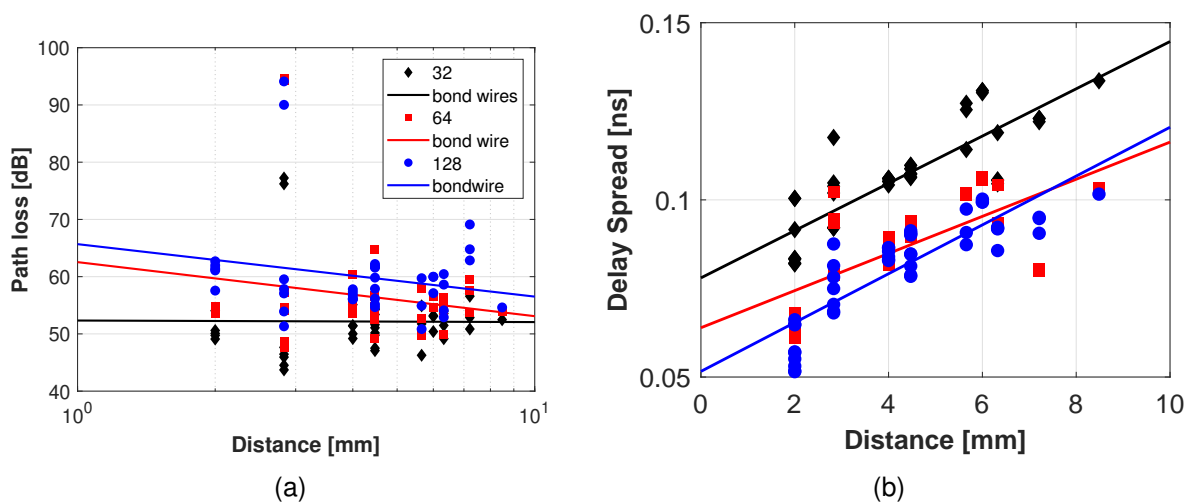 Path loss [dB]
100
90
80
70
60
50
40
10^0
10^1
Distance [mm]
32
bond wires
64
bond wire
128
bondwire
(a)
Delay Spread [ns]
0.15
0.1
0.05
0 2 4 6 8 10
Distance [mm]
(b)